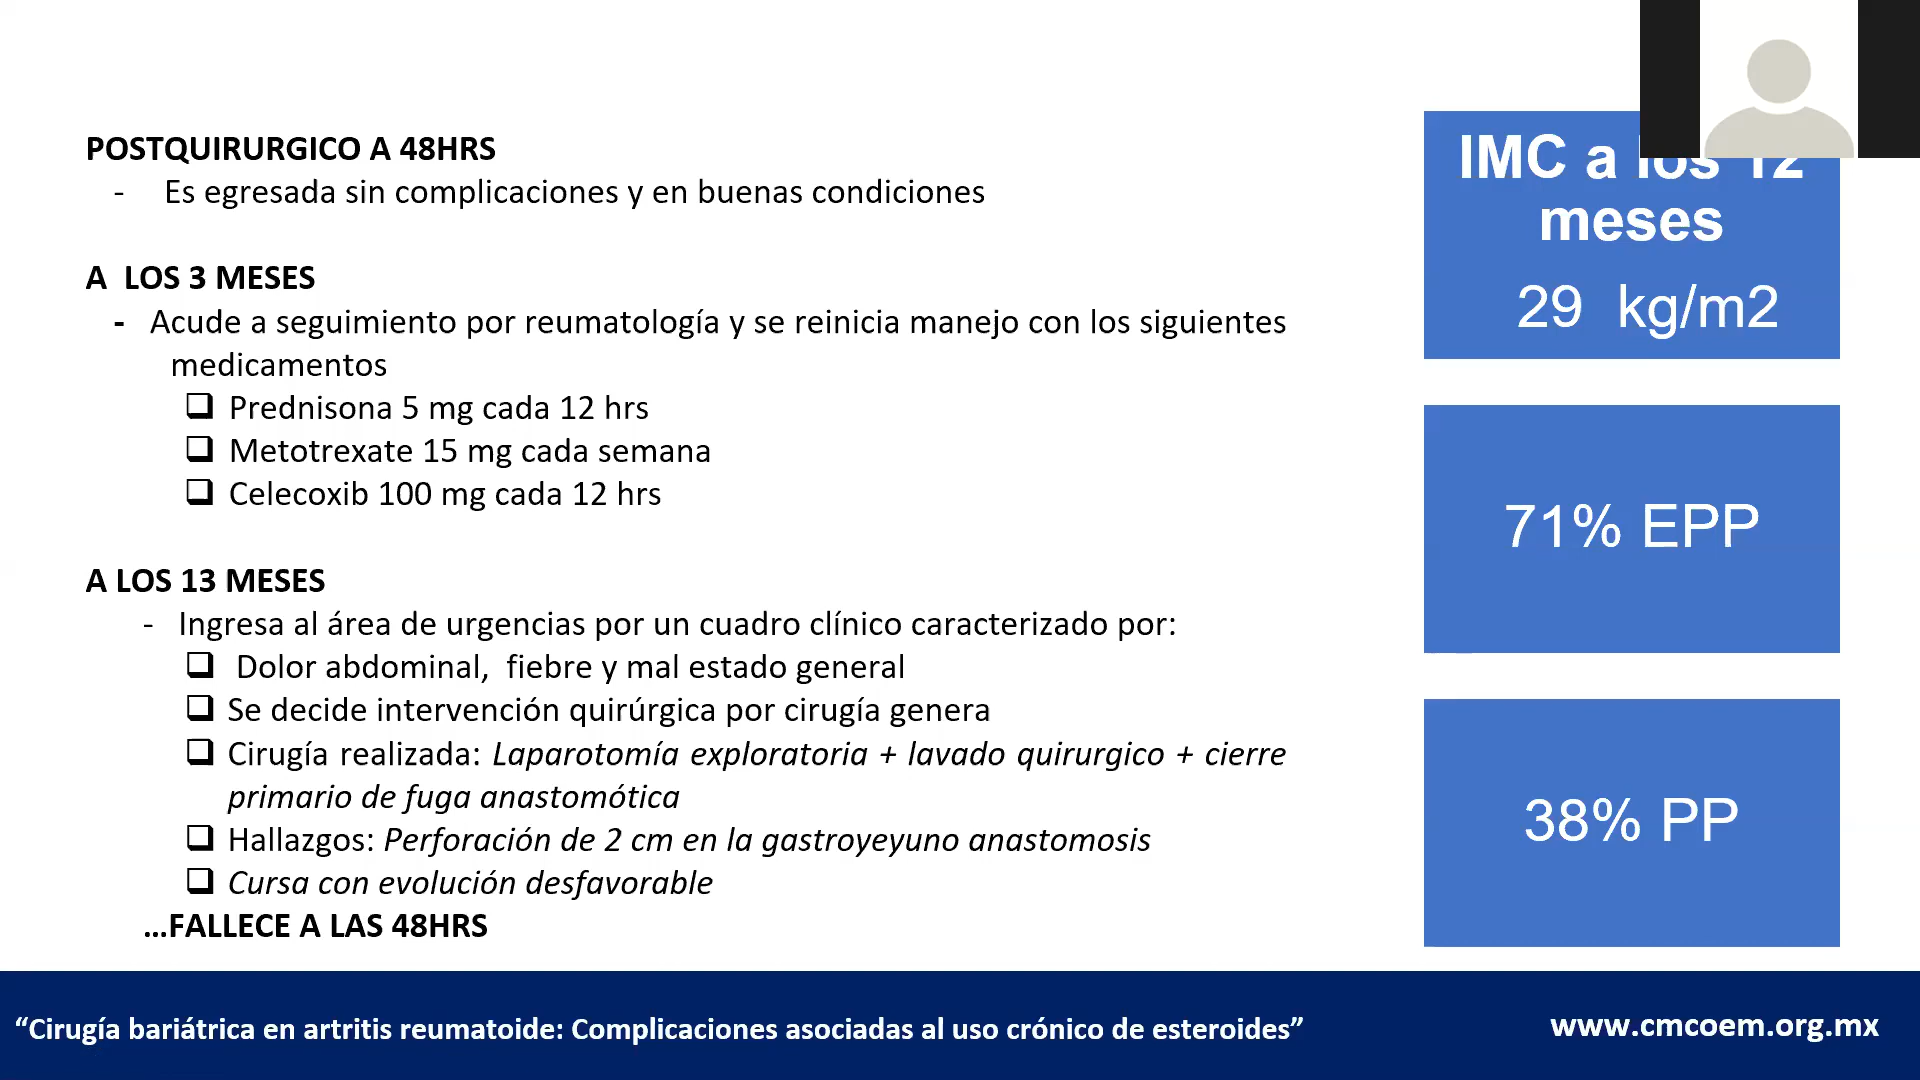 POSTQUIRURGICO A 48HRS
- Es egresada sin complicaciones y en buenas condiciones
A LOS 3 MESES
- Acude a seguimiento por reumatología y se reinicia manejo con los siguientes
medicamentos
❑ Prednisona 5 mg cada 12 hrs
❑ Metotrexate 15 mg cada semana
❑ Celecoxib 100 mg cada 12 hrs
A LOS 13 MESES
- Ingresa al área de urgencias por un cuadro clínico caracterizado por:
❑ Dolor abdominal, fiebre y mal estado general
❑ Se decide intervención quirúrgica por cirugía genera
❑ Cirugía realizada: Laparotomía exploratoria + lavado quirurgico + cierre
primario de fuga anastomótica
❑ Hallazgos: Perforación de 2 cm en la gastroyeyuno anastomosis
❑ Cursa con evolución desfavorable
...FALLECE A LAS 48HRS
IMC a los 12
meses
29 kg/m2
71% EPP
38% PP
“Cirugía bariátrica en artritis reumatoide: Complicaciones asociadas al uso crónico de esteroides”
www.cmcoem.org.mx